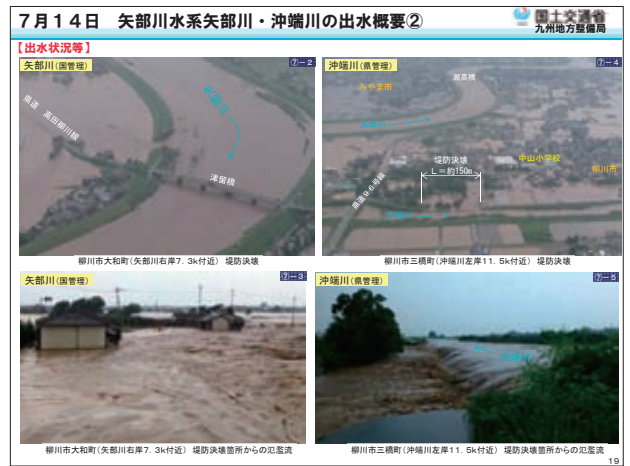 7月14日　矢部川水系矢部川・沖端川の出水概要②
国土交通省
九州地方整備局
【出水状況等】
矢部川(国管理)
⑦－2
県道 高田柳川線
矢部川
津留橋
柳川市大和町(矢部川右岸7.3k付近) 堤防決壊
沖端川(県管理)
⑦－4
瀬高橋
みやま市
矢部川
堤防決壊
L=約150m
中山小学校
柳川市
県道96号線
柳川市三橋町(沖端川左岸11.5k付近) 堤防決壊
矢部川(国管理)
⑦－3
柳川市大和町(矢部川右岸7.3k付近) 堤防決壊箇所からの氾濫流
沖端川(県管理)
⑦－5
沖端川
柳川市三橋町(沖端川左岸11.5k付近) 堤防決壊箇所からの氾濫流
19